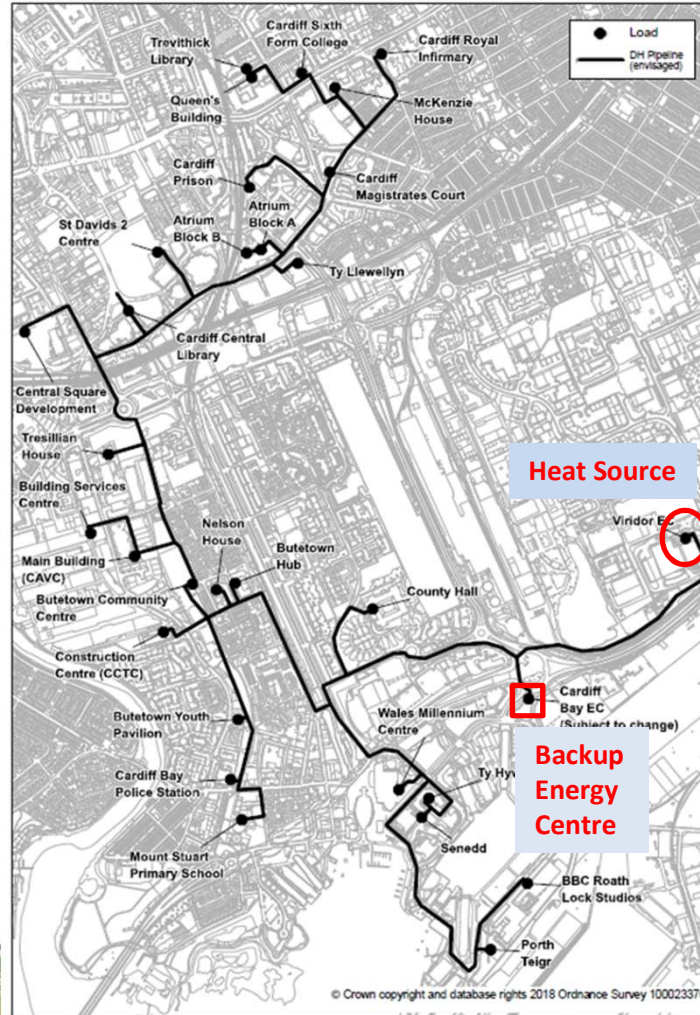 Load
DH Pipeline
(envisaged)
Cardiff Sixth
Form College
Cardiff Royal
Infirmary
Trevithick
Library
Queen's
Building
McKenzie
House
Cardiff
Prison
Cardiff
Magistrates Court
Atrium
Block A
St Davids 2
Centre
Atrium
Block B
Ty Llewellyn
Cardiff Central
Library
Central Square
Development
Tresillian
House
Building Services
Centre
Heat Source
Viridor EC
Nelson
House
Butetown
Hub
Main Building
(CAVC)
Butetown Community
Centre
County Hall
Construction
Centre (CCTC)
Cardiff
Bay EC
(Subject to change)
Wales Millennium
Centre
Butetown Youth
Pavilion
Backup
Energy
Centre
Cardiff Bay
Police Station
Ty Hyw
Senedd
Mount Stuart
Primary School
BBC Roath
Lock Studios
Porth
Teigr
© Crown copyright and database rights 2018 Ordnance Survey 10002337